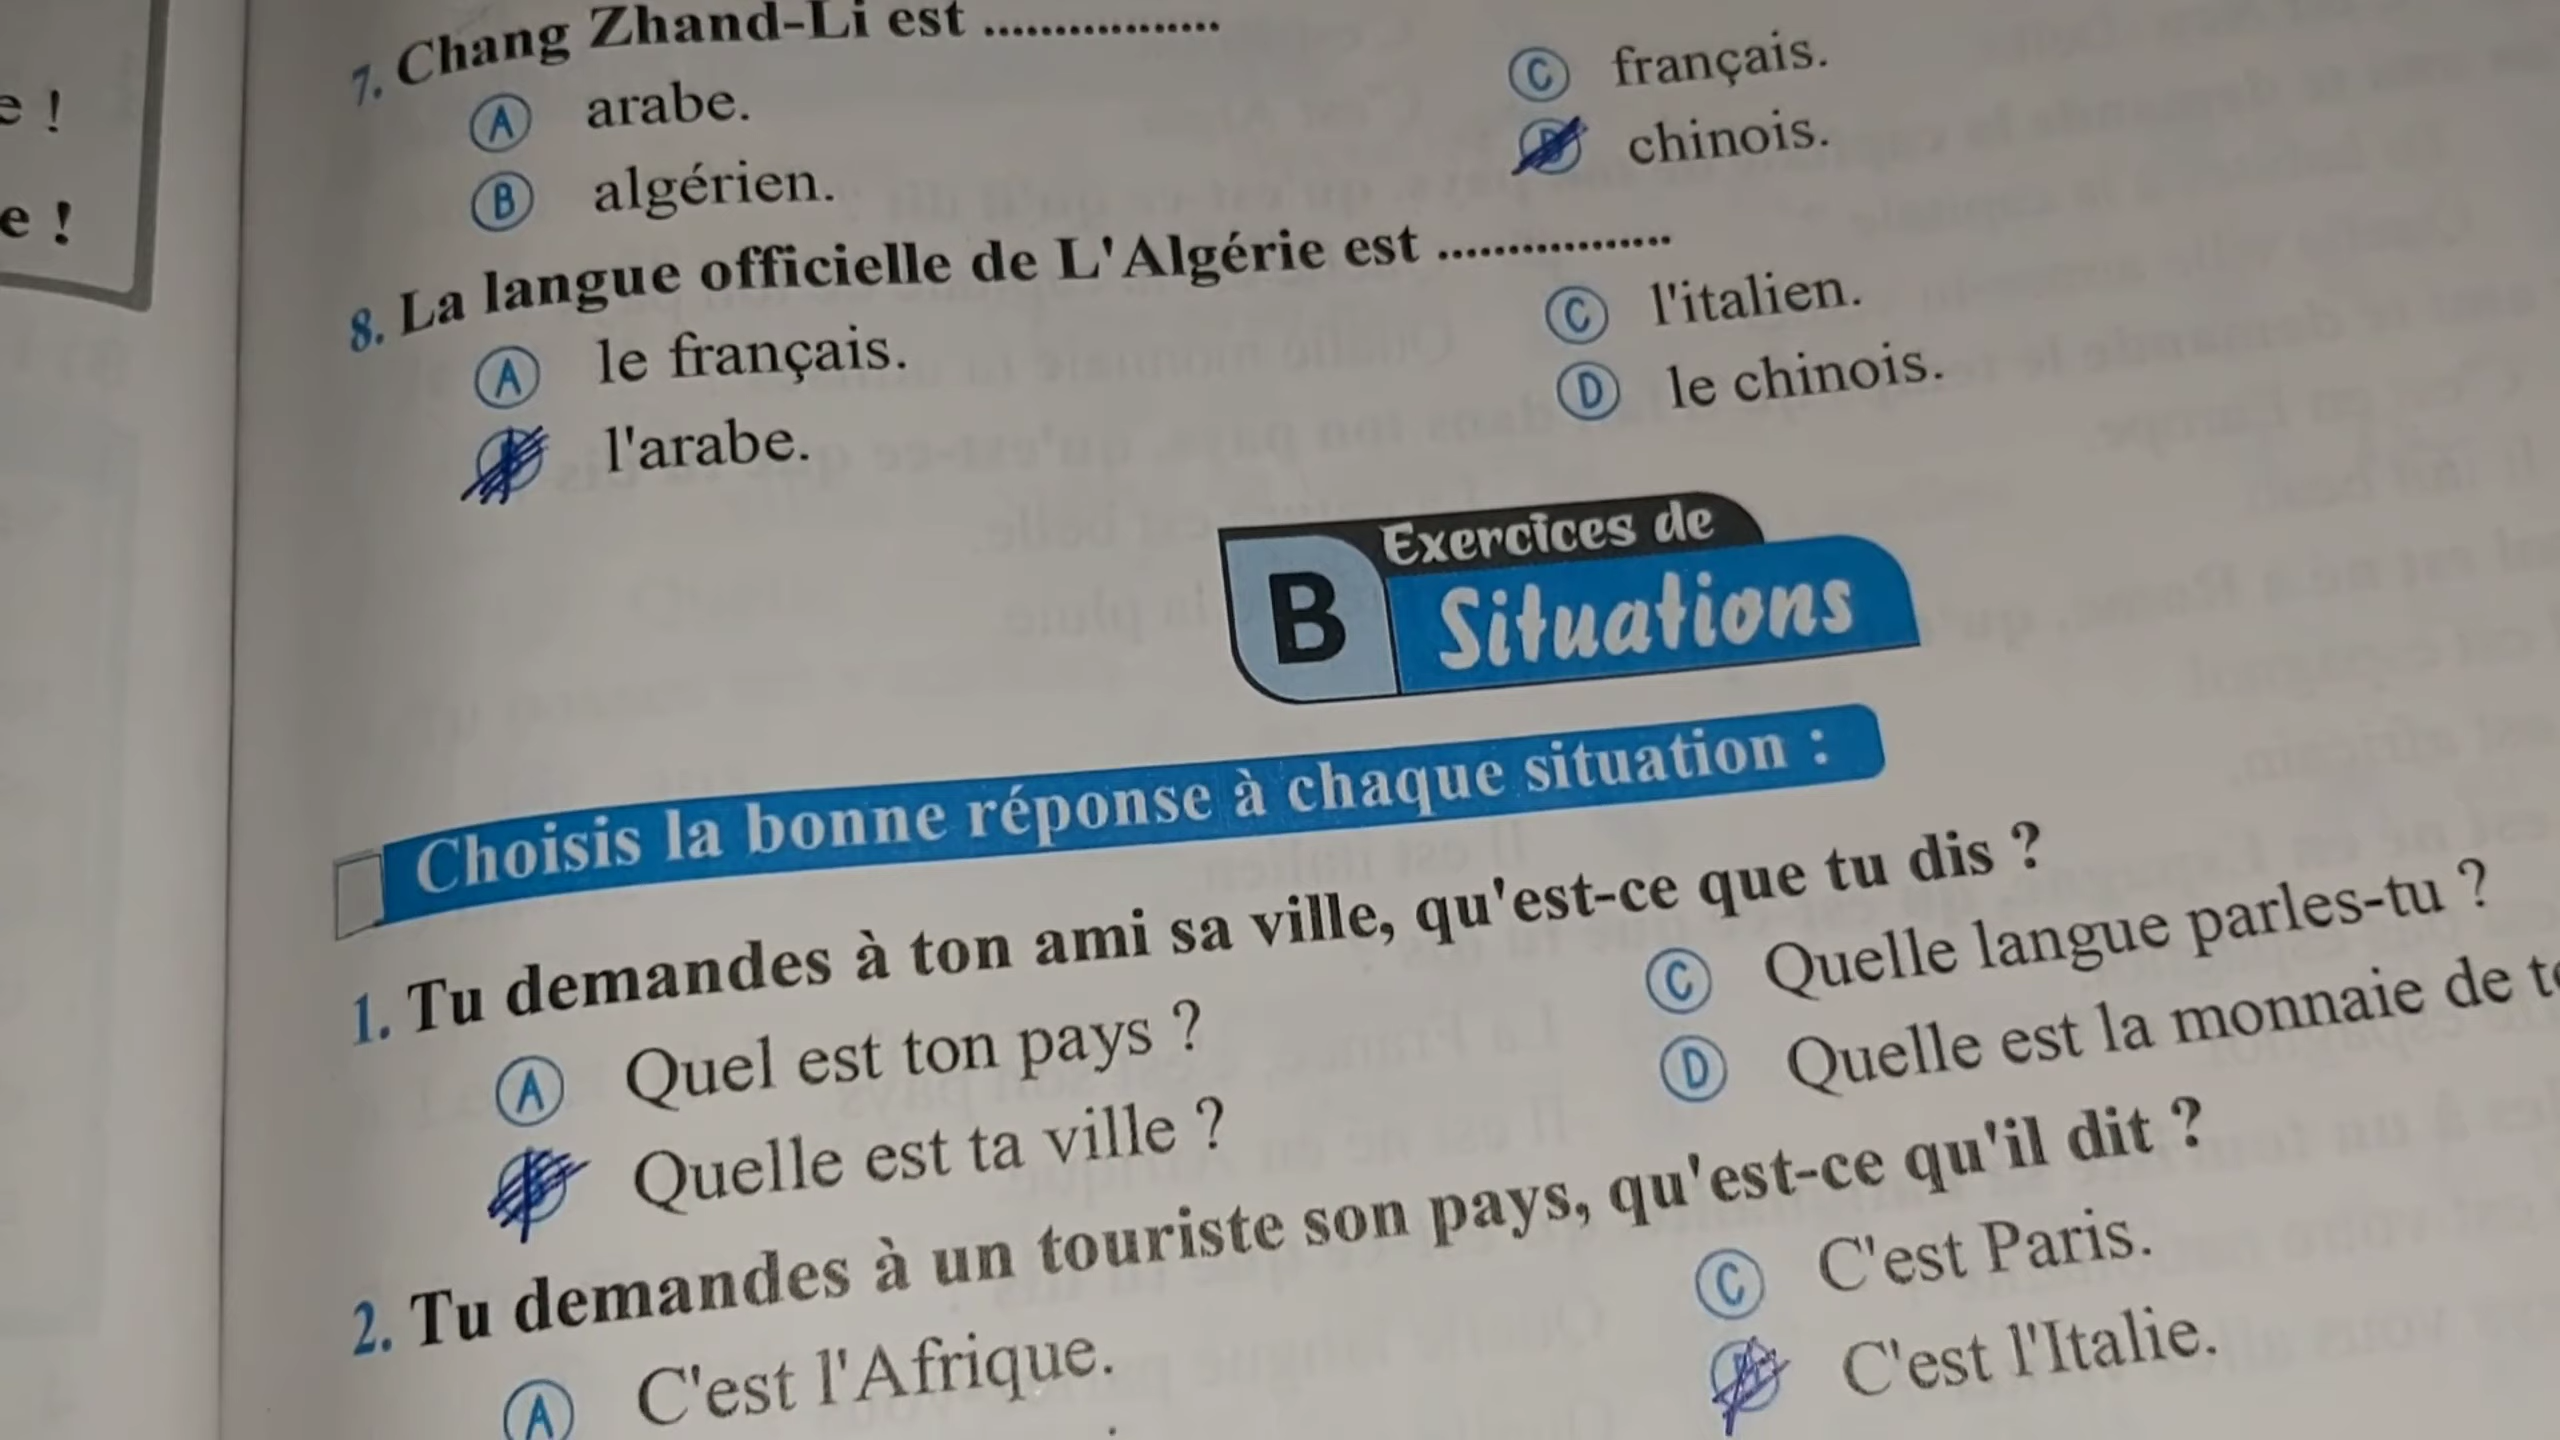 e !
e !
7. Chang Zhand-Li est .................
A arabe.
B algérien.
C français.
chinois.
8. La langue officielle de L'Algérie est .................
A le français.
l'arabe.
C l'italien.
D le chinois.
B Exercices de
Situations
Choisis la bonne réponse à chaque situation :
1. Tu demandes à ton ami sa ville, qu'est-ce que tu dis ?
A Quel est ton pays ?
Quelle est ta ville ?
C Quelle langue parles-tu ?
D Quelle est la monnaie de
2. Tu demandes à un touriste son pays, qu'est-ce qu'il dit ?
A C'est l'Afrique.
C C'est Paris.
C'est l'Italie.